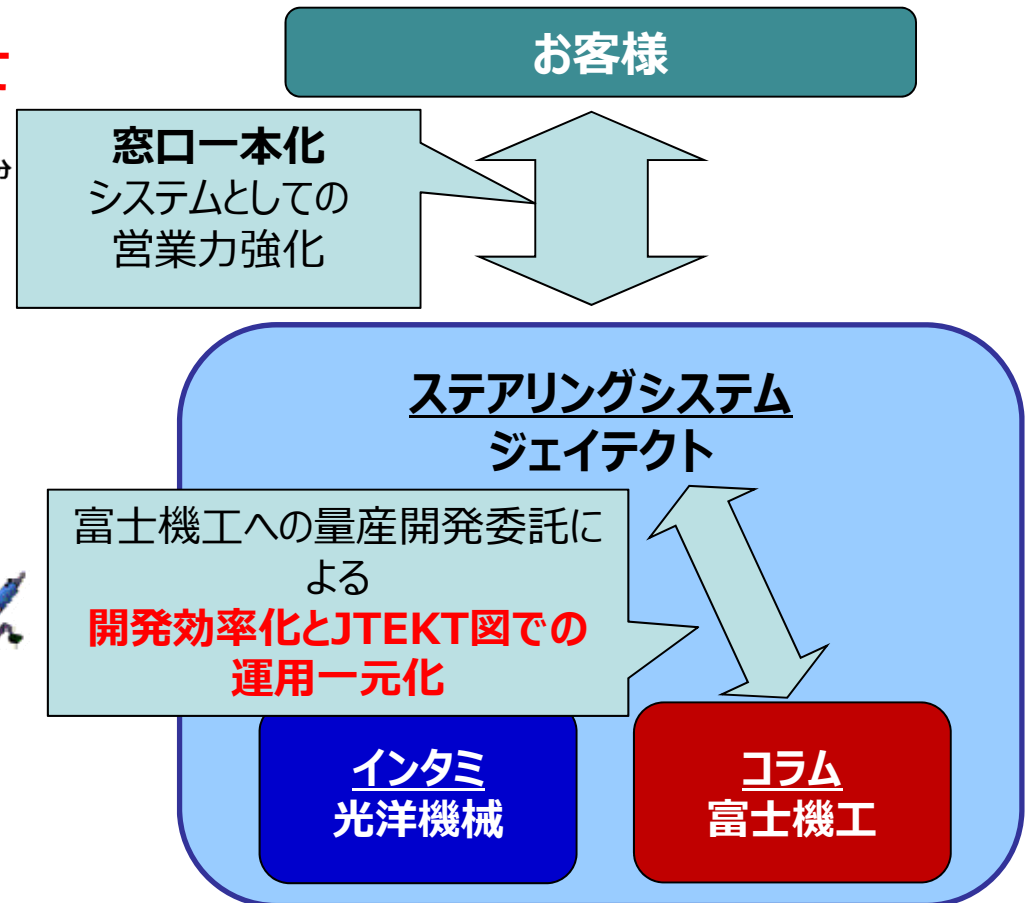 お客様
窓口一本化
システムとしての
営業力強化
ステアリングシステム
ジェイテクト
富士機工への量産開発委託に
よる
開発効率化とJTEKT図での
運用一元化
インタミ
光洋機械
コラム
富士機工